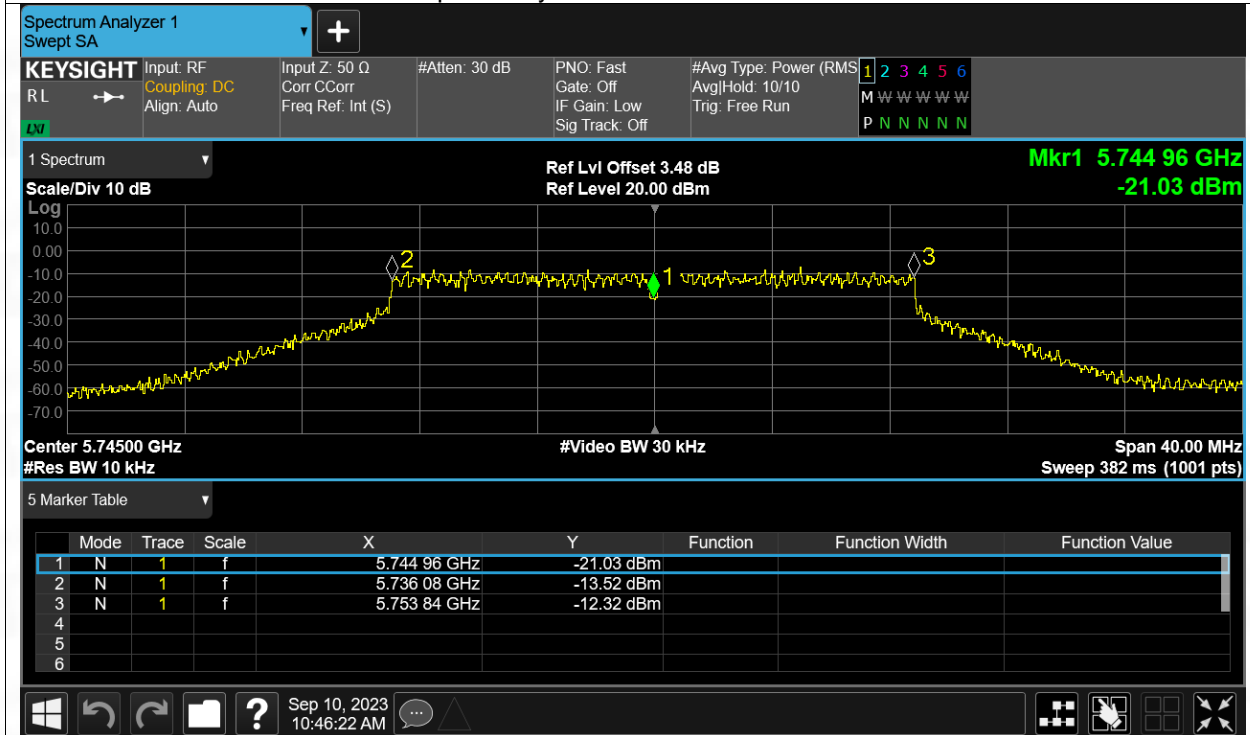 Spectrum Analyzer 1
Swept SA
KEYSIGHT
R L
LXI
Input: RF
Coupling: DC
Align: Auto
Input Z: 50 Ω
Corr CCorr
Freq Ref: Int (S)
#Atten: 30 dB
PNO: Fast
Gate: Off
IF Gain: Low
Sig Track: Off
#Avg Type: Power (RMS
Avg|Hold: 10/10
Trig: Free Run
1 2 3 4 5 6
M W W W W W
P N N N N N
1 Spectrum
Scale/Div 10 dB
Ref Lvl Offset 3.48 dB
Ref Level 20.00 dBm
Mkr1 5.744 96 GHz
-21.03 dBm
Log
10.0
0.00
-10.0
-20.0
-30.0
-40.0
-50.0
-60.0
-70.0
2
1
3
Center 5.74500 GHz
#Video BW 30 kHz
Span 40.00 MHz
#Res BW 10 kHz
Sweep 382 ms (1001 pts)
5 Marker Table
Mode Trace Scale X Y Function Function Width Function Value
1 N 1 f 5.744 96 GHz -21.03 dBm
2 N 1 f 5.736 08 GHz -13.52 dBm
3 N 1 f 5.753 84 GHz -12.32 dBm
4
5
6
?
Sep 10, 2023
10:46:22 AM